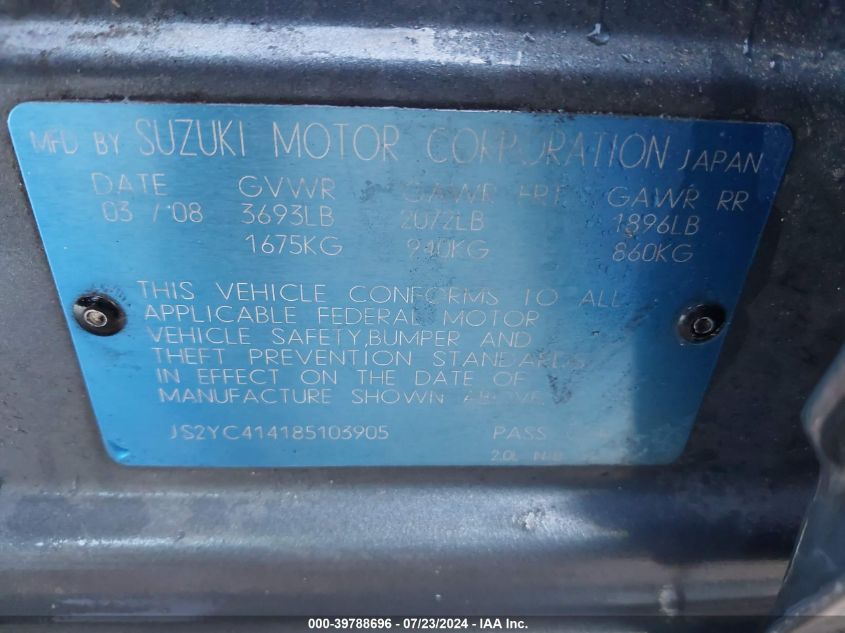 MFD BY SUZUKI MOTOR CORPORATION JAPAN
DATE GVWR GAWR FRT GAWR RR
03 / '08 3693LB 2072LB 1896LB
1675KG 940KG 860KG
THIS VEHICLE CONFORMS TO ALL
APPLICABLE FEDERAL MOTOR
VEHICLE SAFETY,BUMPER AND
THEFT PREVENTION STANDARDS
IN EFFECT ON THE DATE OF
MANUFACTURE SHOWN ABOVE
JS2YC414185103905 PASS
2.0L
000-39788696 - 07/23/2024 - IAA Inc.